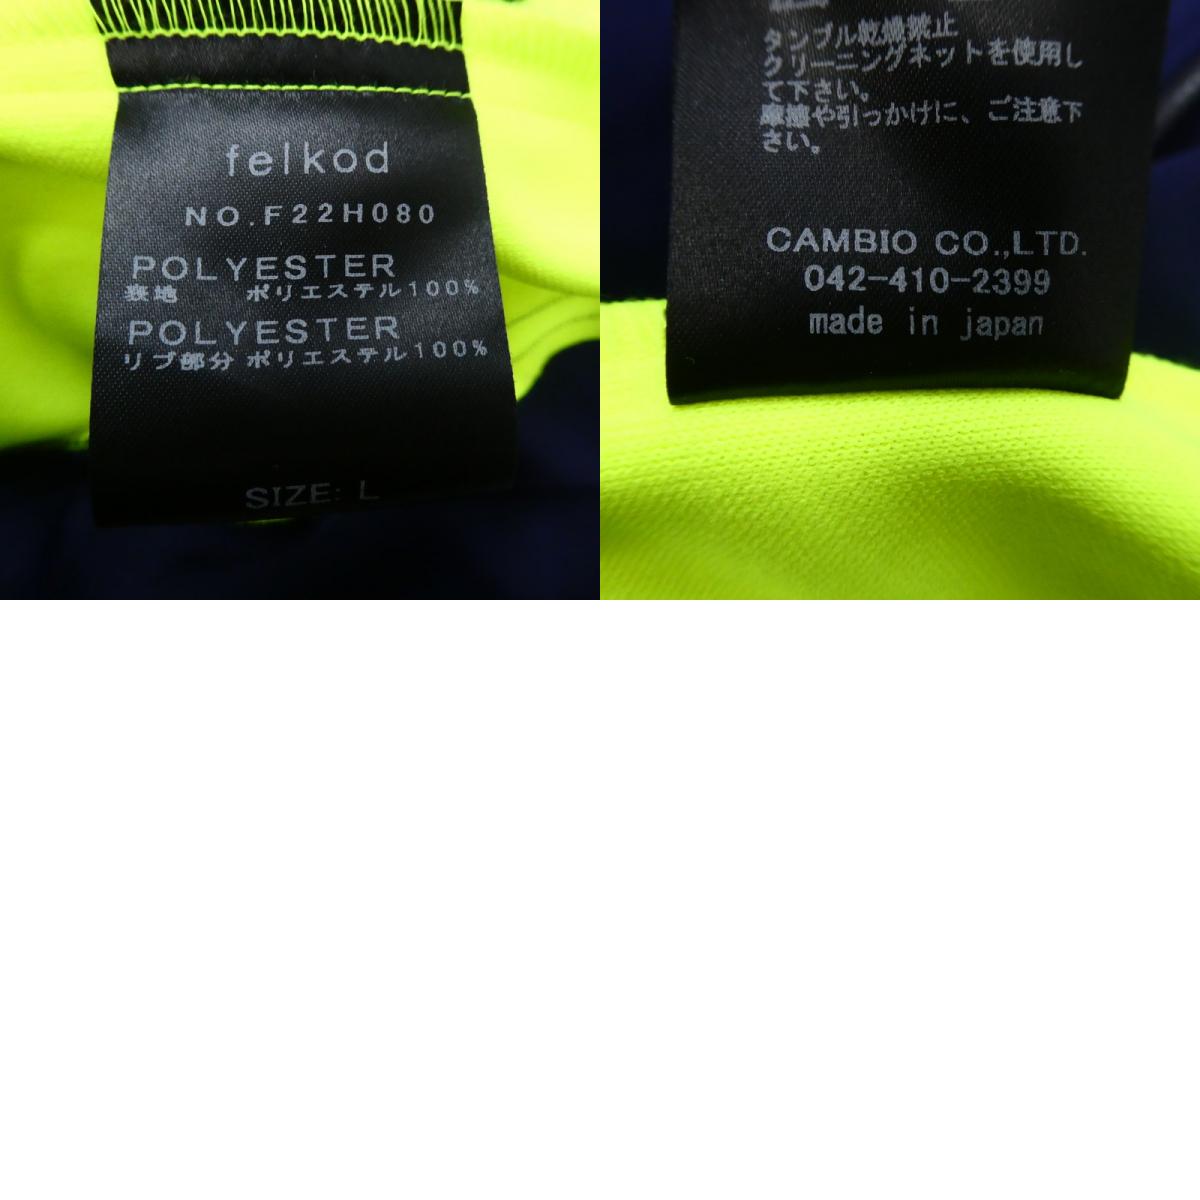 felkod
NO.F22H080
POLYESTER
表地 ポリエステル100%
POLYESTER
リブ部分 ポリエステル100%
SIZE: L
タンブル乾燥禁止
クリーニングネットを使用し
て下さい。
摩擦や引っかけに、ご注意下
さい。
CAMBIO CO.,LTD.
042-410-2399
made in japan